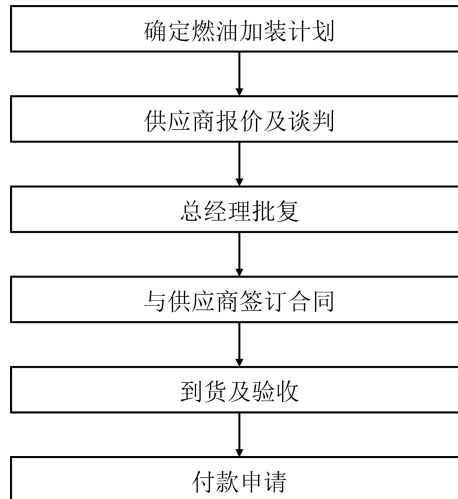 确定燃油加装计划
供应商报价及谈判
总经理批复
与供应商签订合同
到货及验收
付款申请